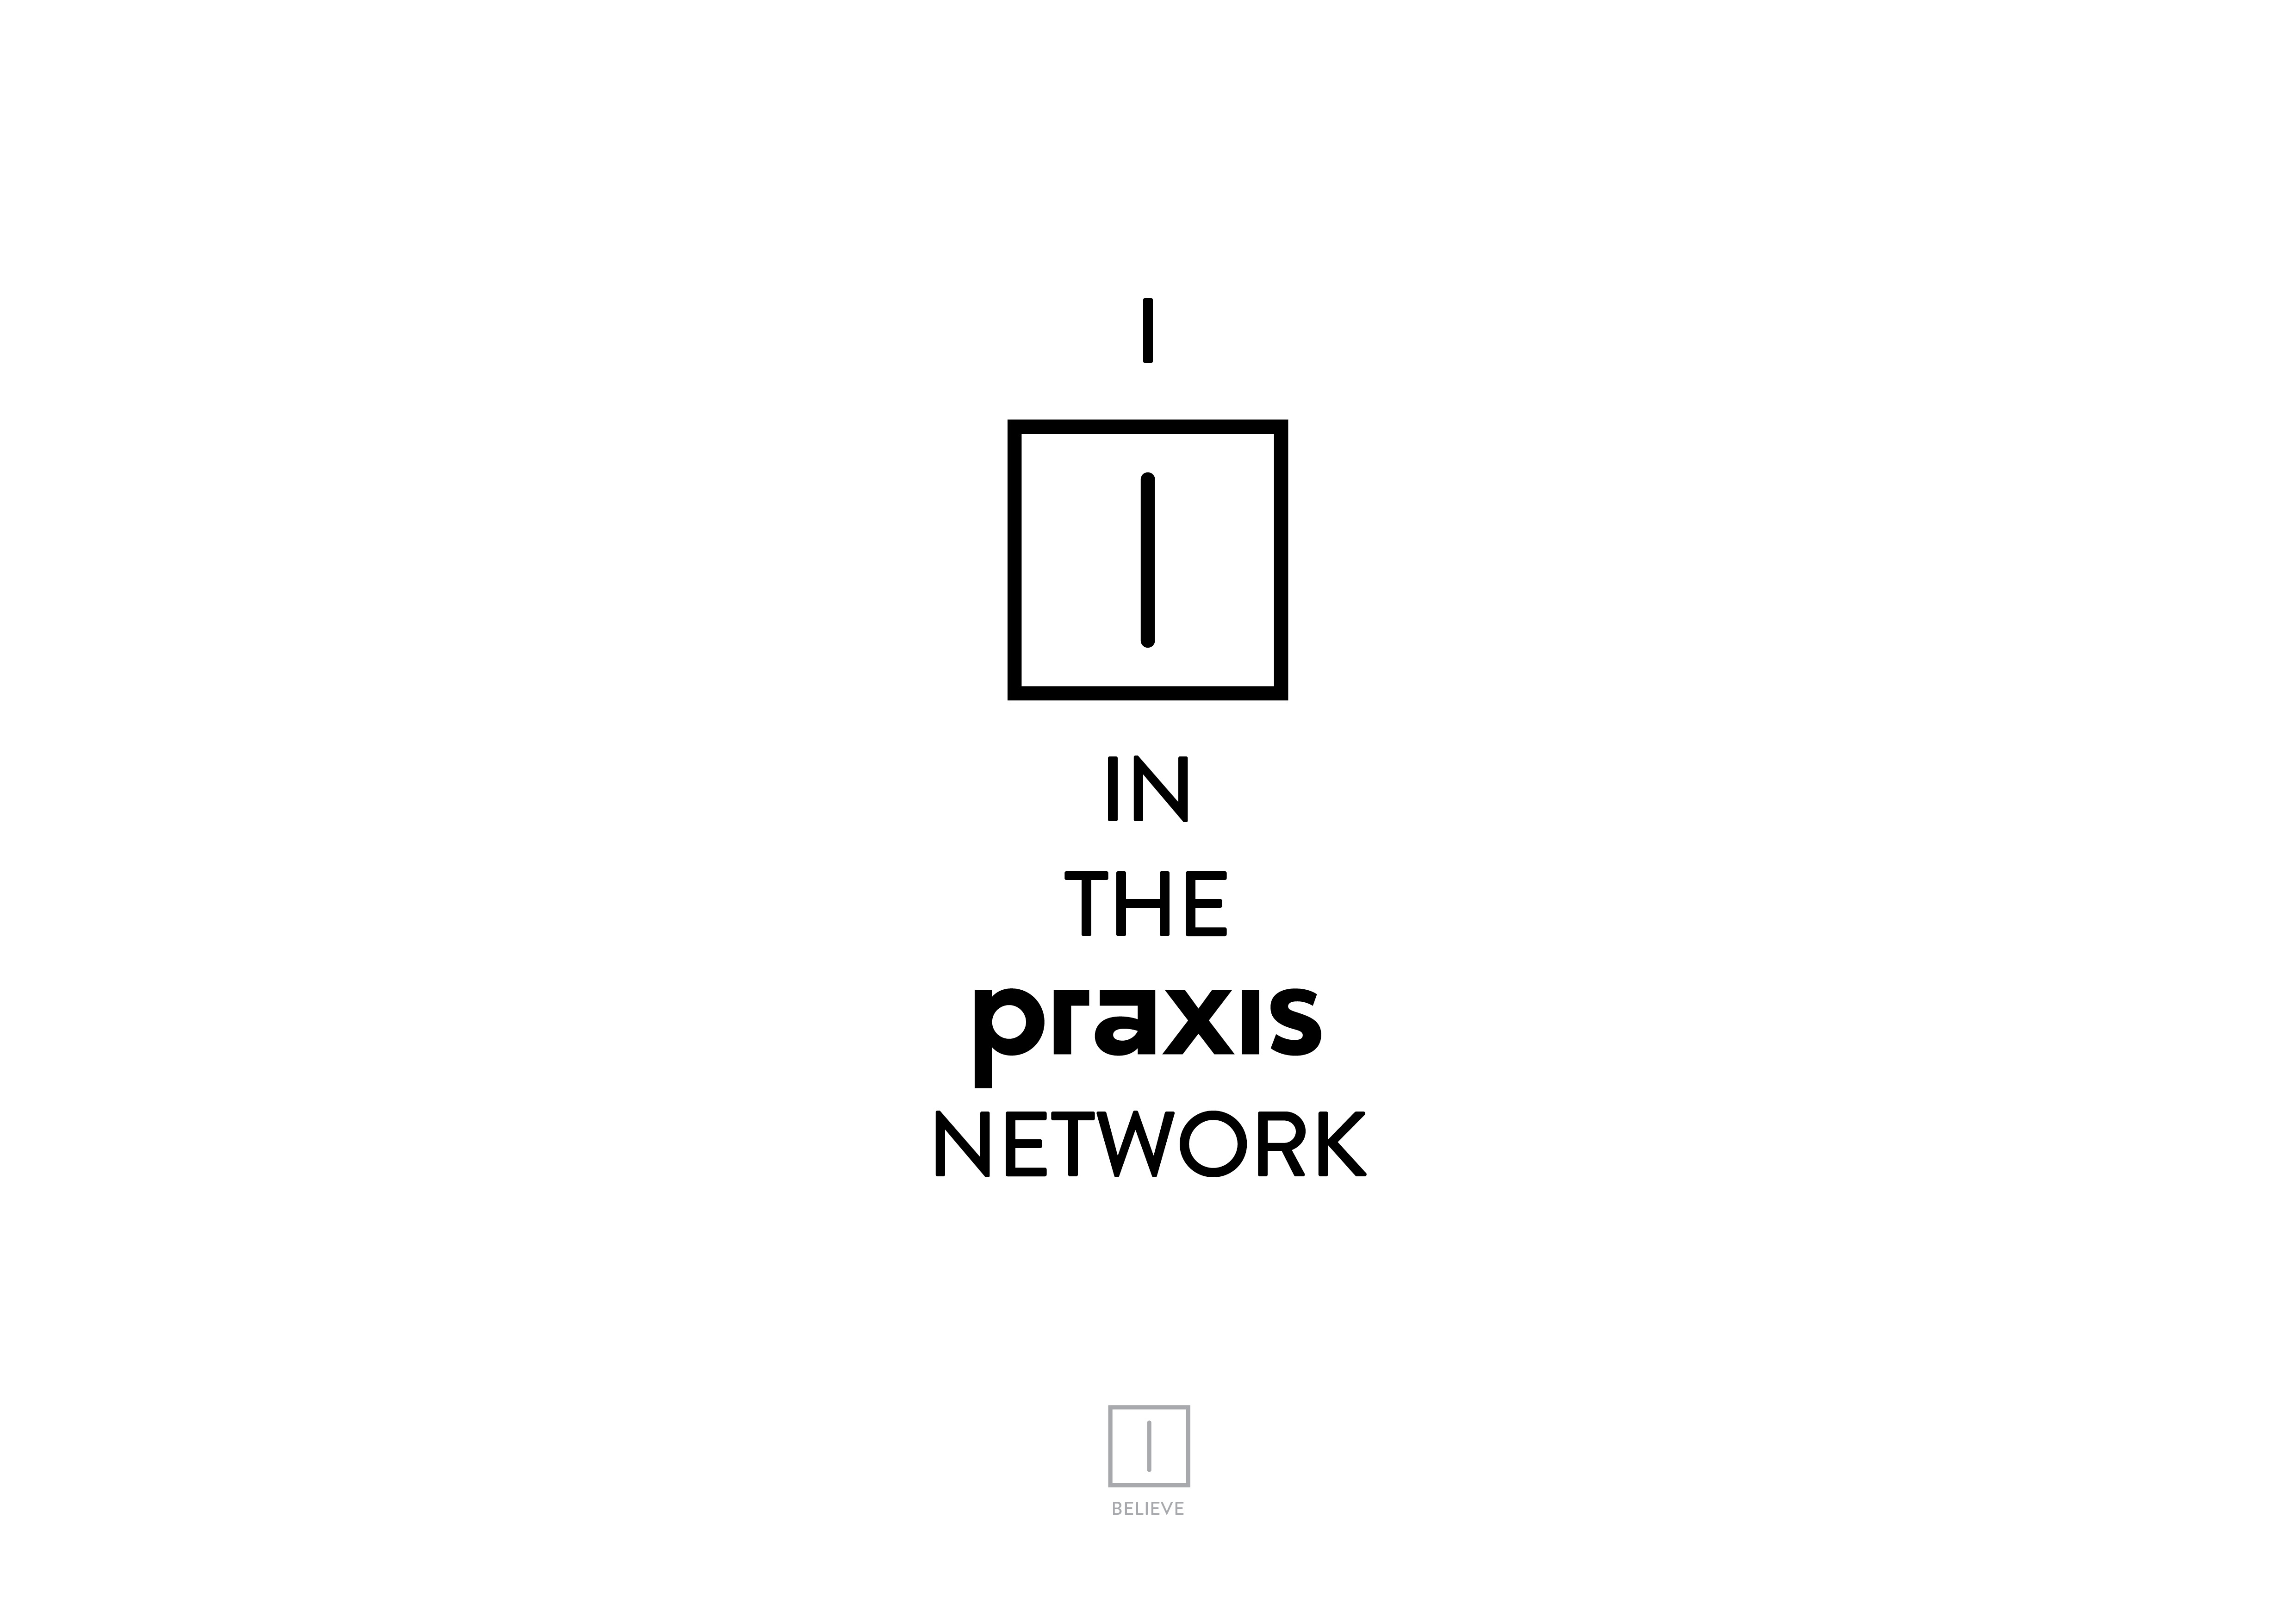 I
I
IN
THE
praxis
NETWORK
I
BELIEVE